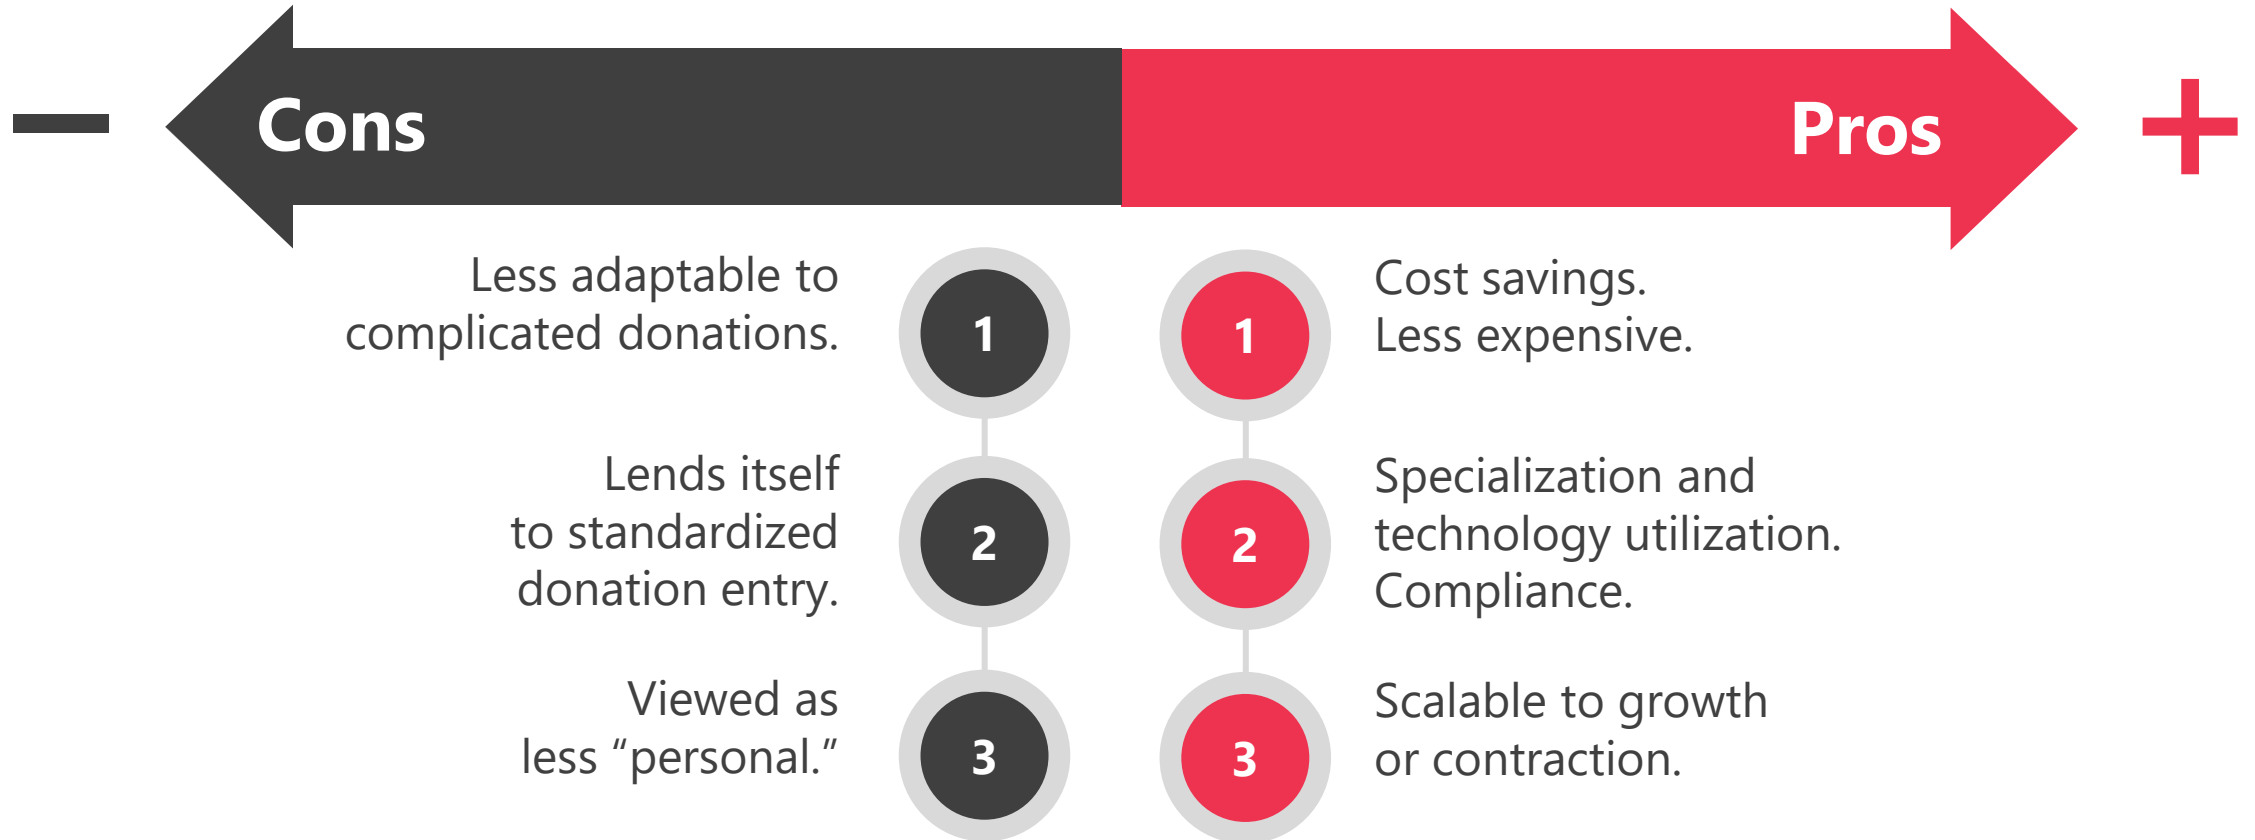 Cons
Pros
Less adaptable to
complicated donations.
1
Lends itself
to standardized
donation entry.
2
Viewed as
less “personal.”
3
1
Cost savings.
Less expensive.
2
Specialization and
technology utilization.
Compliance.
3
Scalable to growth
or contraction.